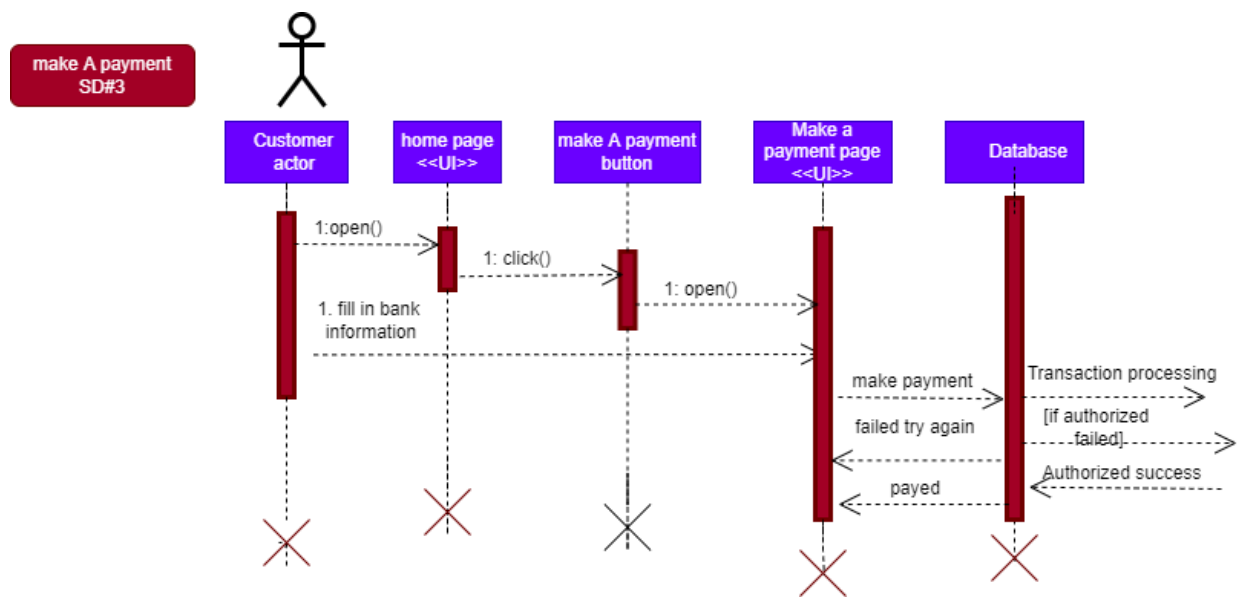 make A payment
SD#3
Customer
actor
home page
<<UI>>
make A payment
button
Make a
payment page
<<UI>>
Database
1:open()
1: click()
1: open()
1. fill in bank
information
make payment
Transaction processing
[if authorized
failed]
failed try again
Authorized success
payed